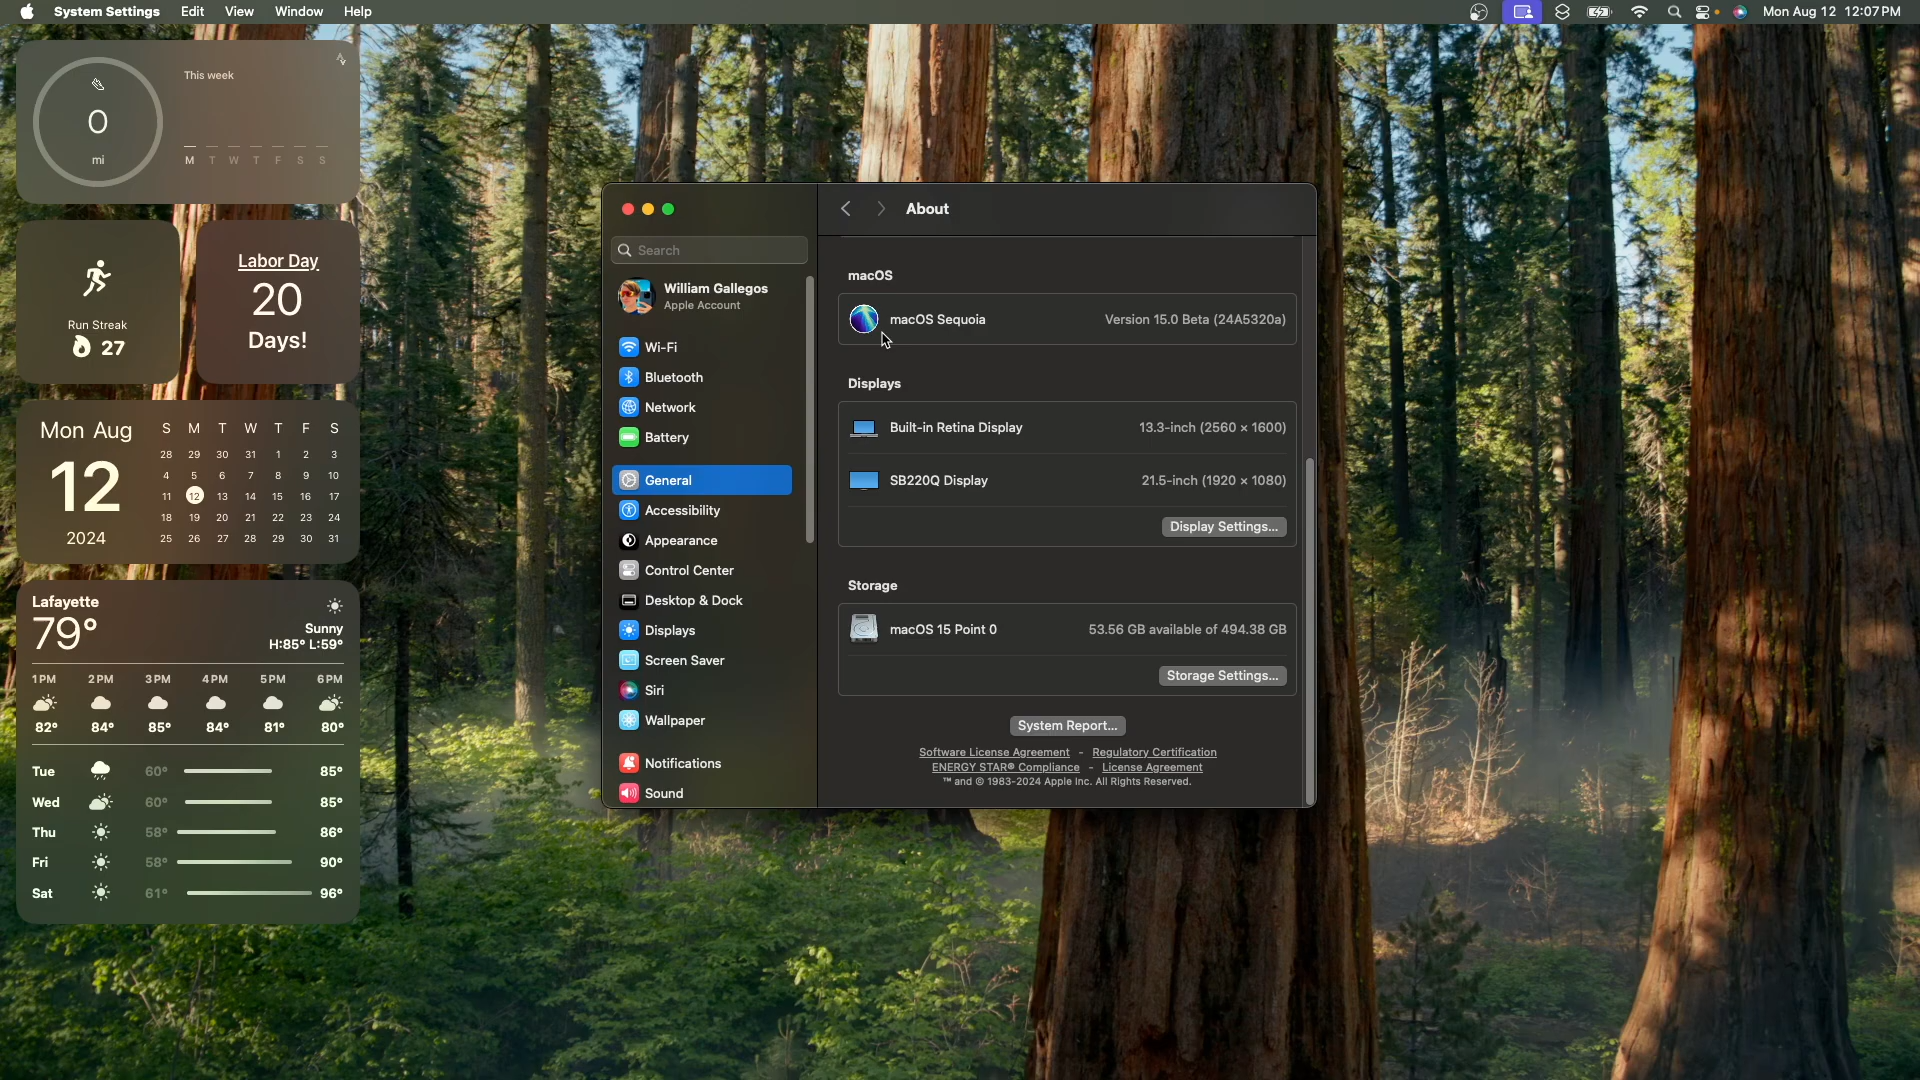 System Settings Edit View Window Help
Mon Aug 12 12:07 PM
This week
0
mi
M T W T F S S
Run Streak
27
Labor Day
20
Days!
Mon Aug
12
2024
S M T W T F S
28 29 30 31 1 2 3
4 5 6 7 8 9 10
11 12 13 14 15 16 17
18 19 20 21 22 23 24
25 26 27 28 29 30 31
Lafayette
79°
Sunny
H:85° L:59°
1PM 2PM 3PM 4PM 5PM 6PM
82° 84° 85° 84° 81° 80°
Tue 60° 85°
Wed 60° 85°
Thu 58° 86°
Fri 58° 90°
Sat 61° 96°
Search
William Gallegos
Apple Account
Wi-Fi
Bluetooth
Network
Battery
General
Accessibility
Appearance
Control Center
Desktop & Dock
Displays
Screen Saver
Siri
Wallpaper
Notifications
Sound
About
macOS
macOS Sequoia Version 15.0 Beta (24A5320a)
Displays
Built-in Retina Display 13.3-inch (2560 × 1600)
SB220Q Display 21.5-inch (1920 × 1080)
Display Settings...
Storage
macOS 15 Point 0 53.56 GB available of 494.38 GB
Storage Settings...
System Report...
Software License Agreement - Regulatory Certification
ENERGY STAR® Compliance - License Agreement
™ and © 1983-2024 Apple Inc. All Rights Reserved.